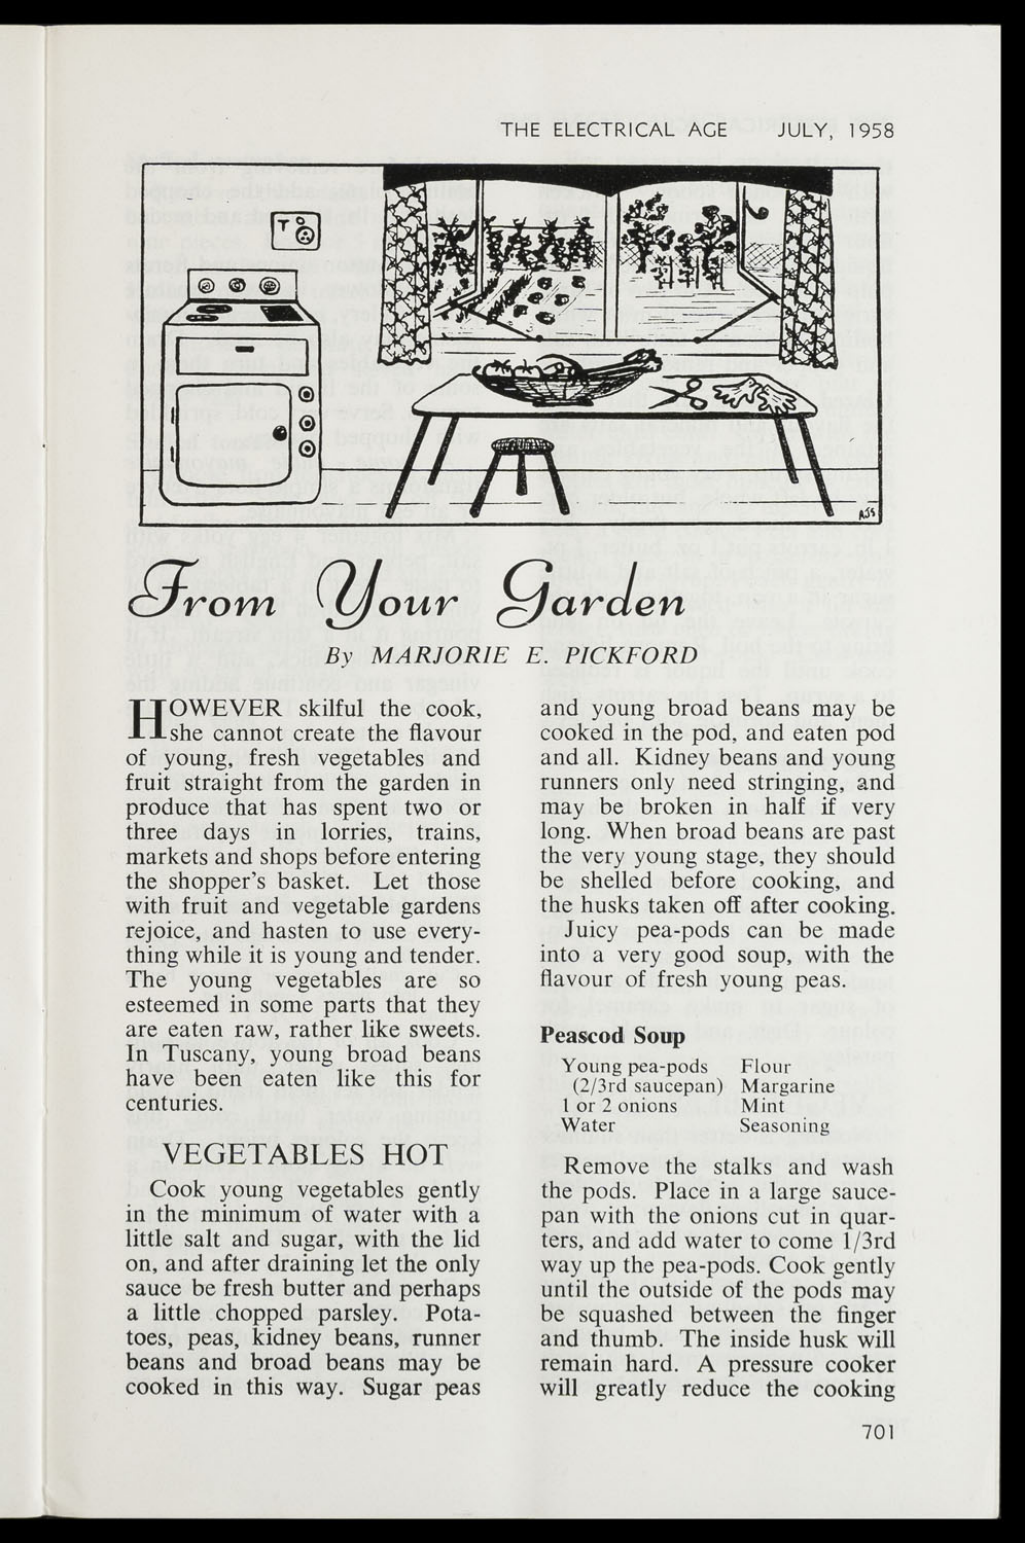 THE ELECTRICAL AGE JULY, 1958
From Your Garden
By MARJORIE E. PICKFORD
HOWEVER skilful the cook,
she cannot create the flavour
of young, fresh vegetables and
fruit straight from the garden in
produce that has spent two or
three days in lorries, trains,
markets and shops before entering
the shopper's basket. Let those
with fruit and vegetable gardens
rejoice, and hasten to use every-
thing while it is young and tender.
The young vegetables are so
esteemed in some parts that they
are eaten raw, rather like sweets.
In Tuscany, young broad beans
have been eaten like this for
centuries.
VEGETABLES HOT
Cook young vegetables gently
in the minimum of water with a
little salt and sugar, with the lid
on, and after draining let the only
sauce be fresh butter and perhaps
a little chopped parsley. Pota-
toes, peas, kidney beans, runner
beans and broad beans may be
cooked in this way. Sugar peas
and young broad beans may be
cooked in the pod, and eaten pod
and all. Kidney beans and young
runners only need stringing, and
may be broken in half if very
long. When broad beans are past
the very young stage, they should
be shelled before cooking, and
the husks taken off after cooking.
Juicy pea-pods can be made
into a very good soup, with the
flavour of fresh young peas.
Peascod Soup
Young pea-pods Flour
(2/3rd saucepan) Margarine
1 or 2 onions Mint
Water Seasoning
Remove the stalks and wash
the pods. Place in a large sauce-
pan with the onions cut in quar-
ters, and add water to come 1/3rd
way up the pea-pods. Cook gently
until the outside of the pods may
be squashed between the finger
and thumb. The inside husk will
remain hard. A pressure cooker
will greatly reduce the cooking
701